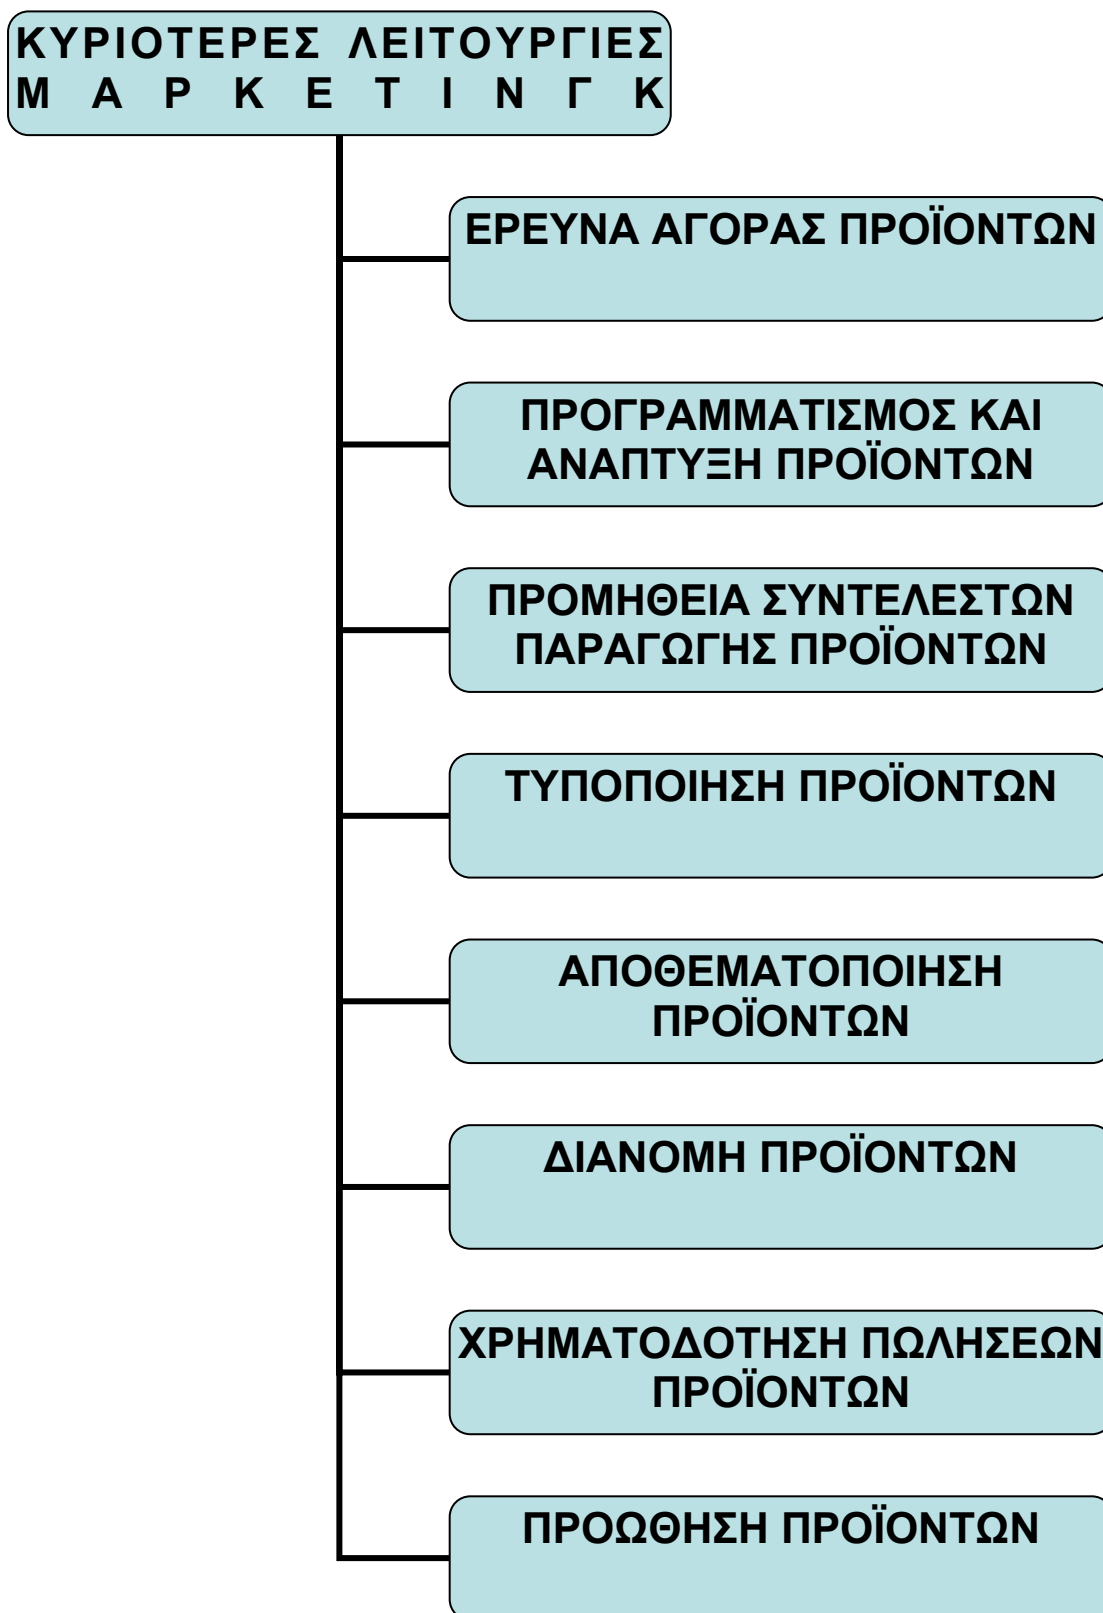 ΚΥΡΙΟΤΕΡΕΣ ΛΕΙΤΟΥΡΓΙΕΣ
ΜΑΡΚΕΤΙΝΓΚ
ΕΡΕΥΝΑ ΑΓΟΡΑΣ ΠΡΟΪΟΝΤΩΝ
ΠΡΟΓΡΑΜΜΑΤΙΣΜΟΣ ΚΑΙ
ΑΝΑΠΤΥΞΗ ΠΡΟΪΟΝΤΩΝ
ΠΡΟΜΗΘΕΙΑ ΣΥΝΤΕΛΕΣΤΩΝ
ΠΑΡΑΓΩΓΗΣ ΠΡΟΪΟΝΤΩΝ
ΤΥΠΟΠΟΙΗΣΗ ΠΡΟΪΟΝΤΩΝ
ΑΠΟΘΕΜΑΤΟΠΟΙΗΣΗ
ΠΡΟΪΟΝΤΩΝ
ΔΙΑΝΟΜΗ ΠΡΟΪΟΝΤΩΝ
ΧΡΗΜΑΤΟΔΟΤΗΣΗ ΠΩΛΗΣΕΩΝ
ΠΡΟΪΟΝΤΩΝ
ΠΡΟΩΘΗΣΗ ΠΡΟΪΟΝΤΩΝ